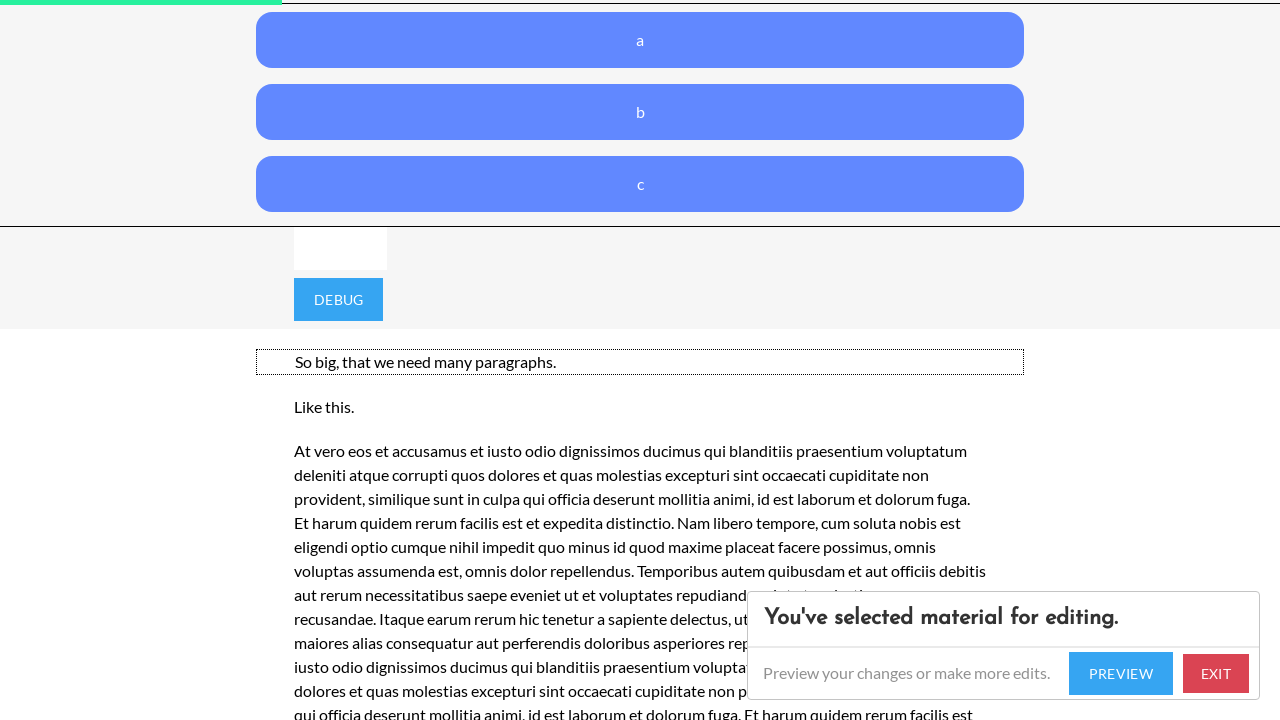 a
b
c
DEBUG
So big, that we need many paragraphs.
Like this.
At vero eos et accusamus et iusto odio dignissimos ducimus qui blanditiis praesentium voluptatum
deleniti atque corrupti quos dolores et quas molestias excepturi sint occaecati cupiditate non
provident, similique sunt in culpa qui officia deserunt mollitia animi, id est laborum et dolorum fuga.
Et harum quidem rerum facilis est et expedita distinctio. Nam libero tempore, cum soluta nobis est
eligendi optio cumque nihil impedit quo minus id quod maxime placeat facere possimus, omnis
voluptas assumenda est, omnis dolor repellendus. Temporibus autem quibusdam et aut officiis debitis
aut rerum necessitatibus saepe eveniet ut et voluptates
recusandae. Itaque earum rerum hic tenetur a sapiente delectus, ut
maiores alias consequatur aut perferendis doloribus asperiores
iusto odio dignissimos ducimus qui blanditiis praesentium
dolores et quas molestias excepturi sint occaecati cupiditate non
qui officia deserunt mollitia animi, id est laborum et dolorum fuga. Et harum quidem rerum facilis est
You've selected material for editing.
Preview your changes or make more edits.
PREVIEW
EXIT